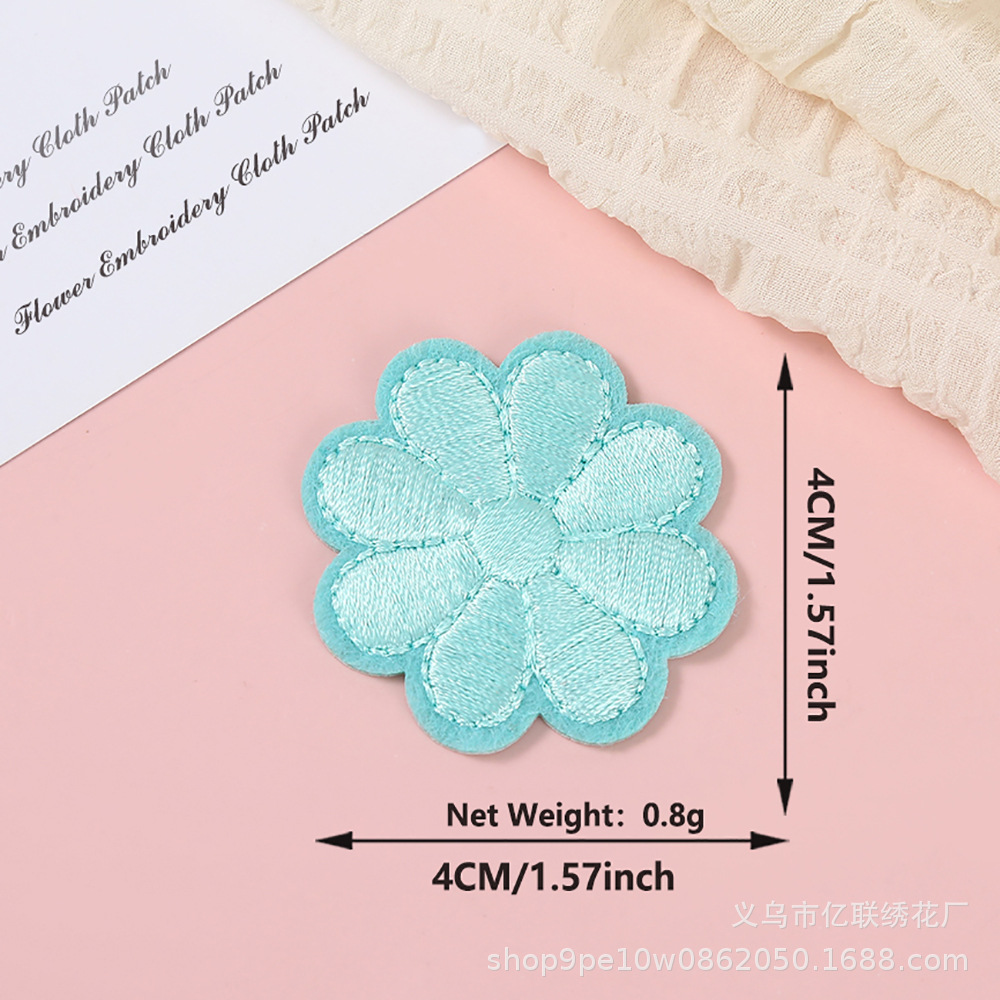 ery Cloth Patch
Embroidery Cloth Patch
Flower Embroidery Cloth Patch
4CM/1.57inch
Net Weight: 0.8g
4CM/1.57inch
义乌市亿联绣花厂
shop9pe10w0862050.1688.com